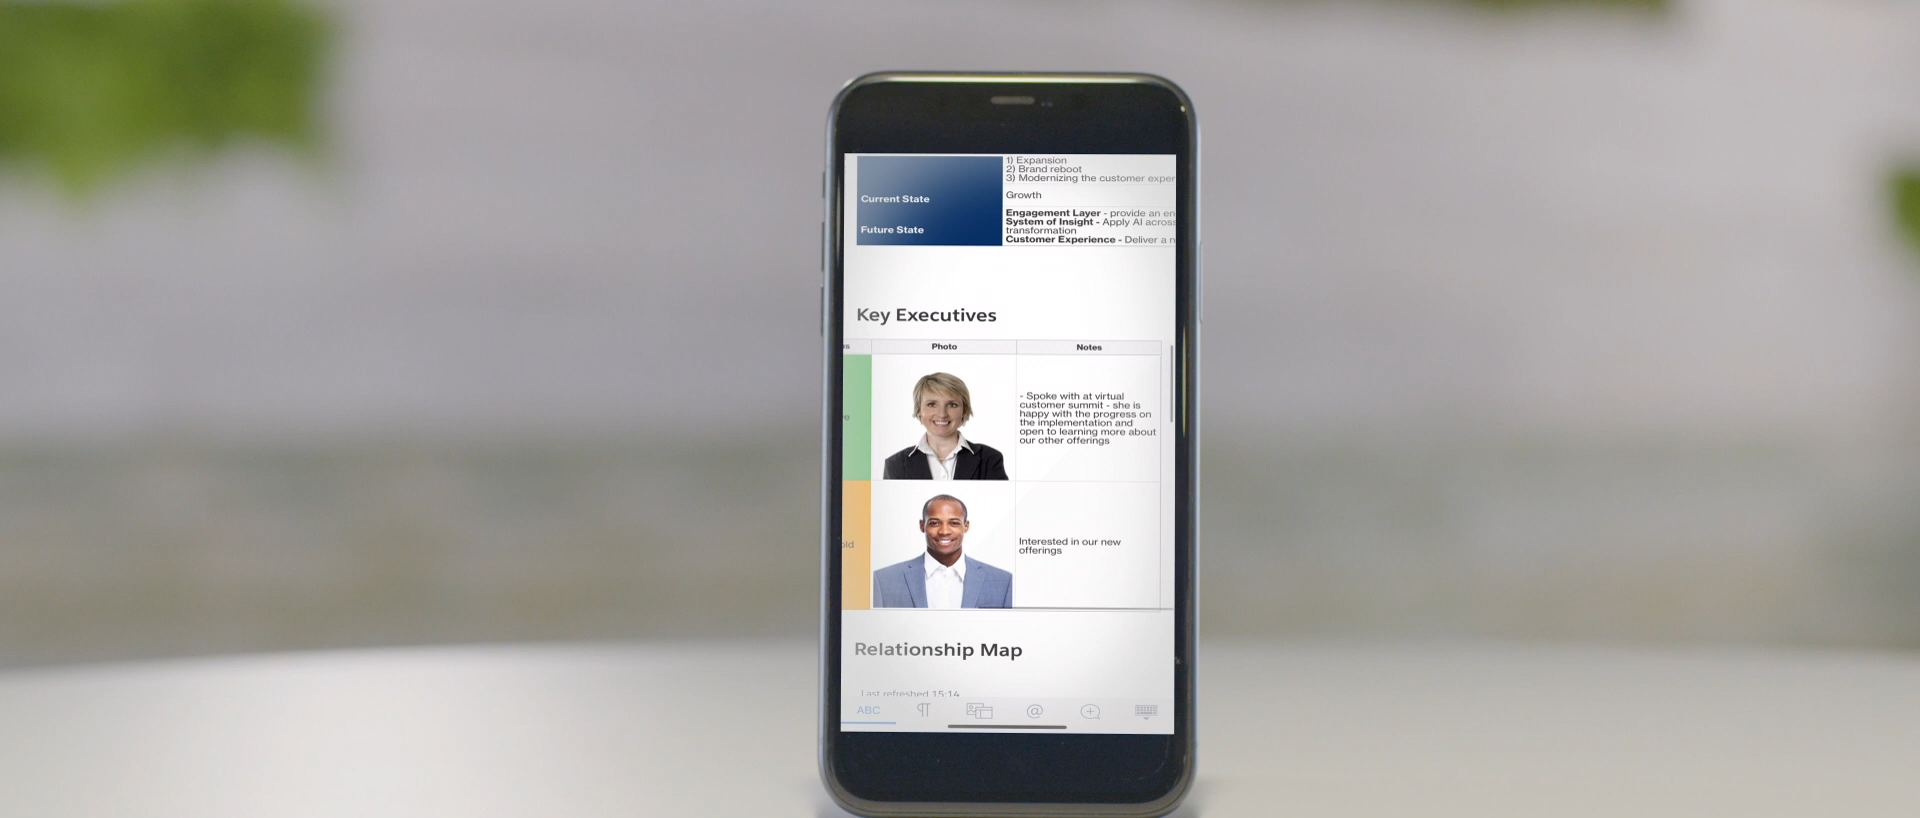 1) Expansion
2) Brand reboot
3) Modernizing the customer exper
Current State
Growth
Engagement Layer - provide an en
System of Insight - Apply AI across
Future State
transformation
Customer Experience - Deliver a n
Key Executives
Photo
Notes
- Spoke with at virtual
customer summit - she is
happy with the progress on
the implementation and
open to learning more about
our other offerings
old
Interested in our new
offerings
Relationship Map
Last refreshed 15:14
ABC
@